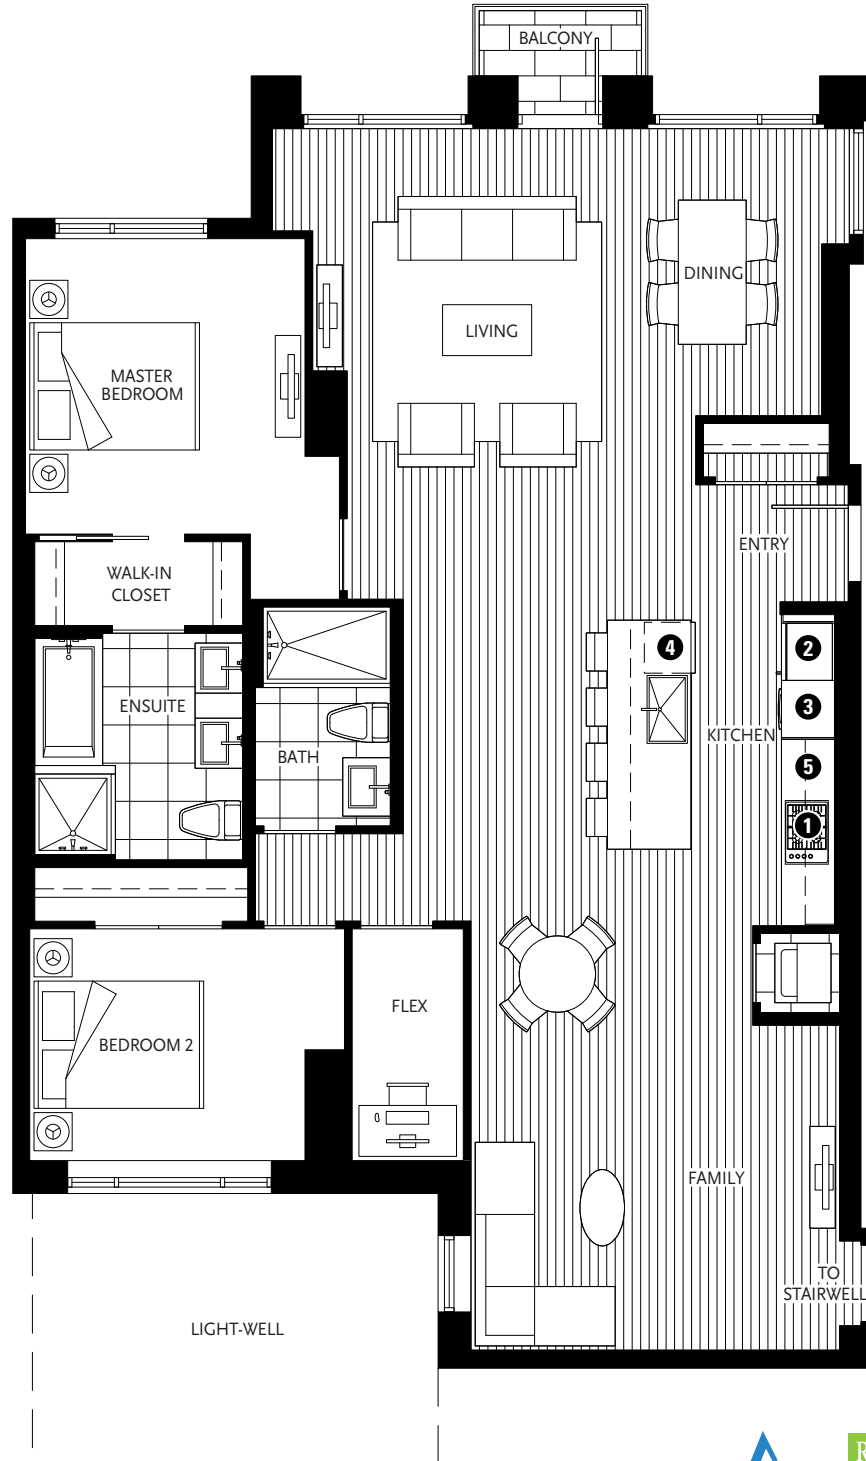 BALCONY
DINING
LIVING
MASTER
BEDROOM
ENTRY
WALK-IN
CLOSET
4
2
ENSUITE
3
KITCHEN
BATH
5
1
FLEX
BEDROOM 2
FAMILY
TO
STAIRWELL
LIGHT-WELL
R